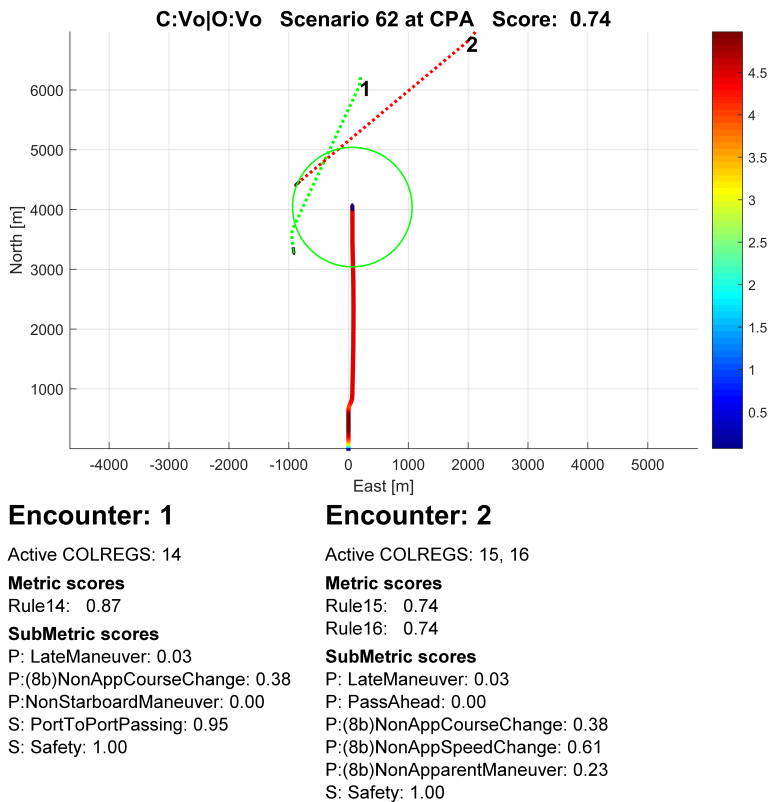 C:Vo|O:Vo   Scenario 62 at CPA   Score:  0.74
1
2
6000
5000
4000
3000
2000
1000
North [m]
-4000 -3000 -2000 -1000 0 1000 2000 3000 4000 5000
East [m]
4.5
4
3.5
3
2.5
2
1.5
1
0.5
Encounter: 1
Active COLREGS: 14
Metric scores
Rule14:   0.87
SubMetric scores
P: LateManeuver: 0.03
P:(8b)NonAppCourseChange: 0.38
P:NonStarboardManeuver: 0.00
S: PortToPortPassing: 0.95
S: Safety: 1.00
Encounter: 2
Active COLREGS: 15, 16
Metric scores
Rule15:   0.74
Rule16:   0.74
SubMetric scores
P: LateManeuver: 0.03
P: PassAhead: 0.00
P:(8b)NonAppCourseChange: 0.38
P:(8b)NonAppSpeedChange: 0.61
P:(8b)NonApparentManeuver: 0.23
S: Safety: 1.00